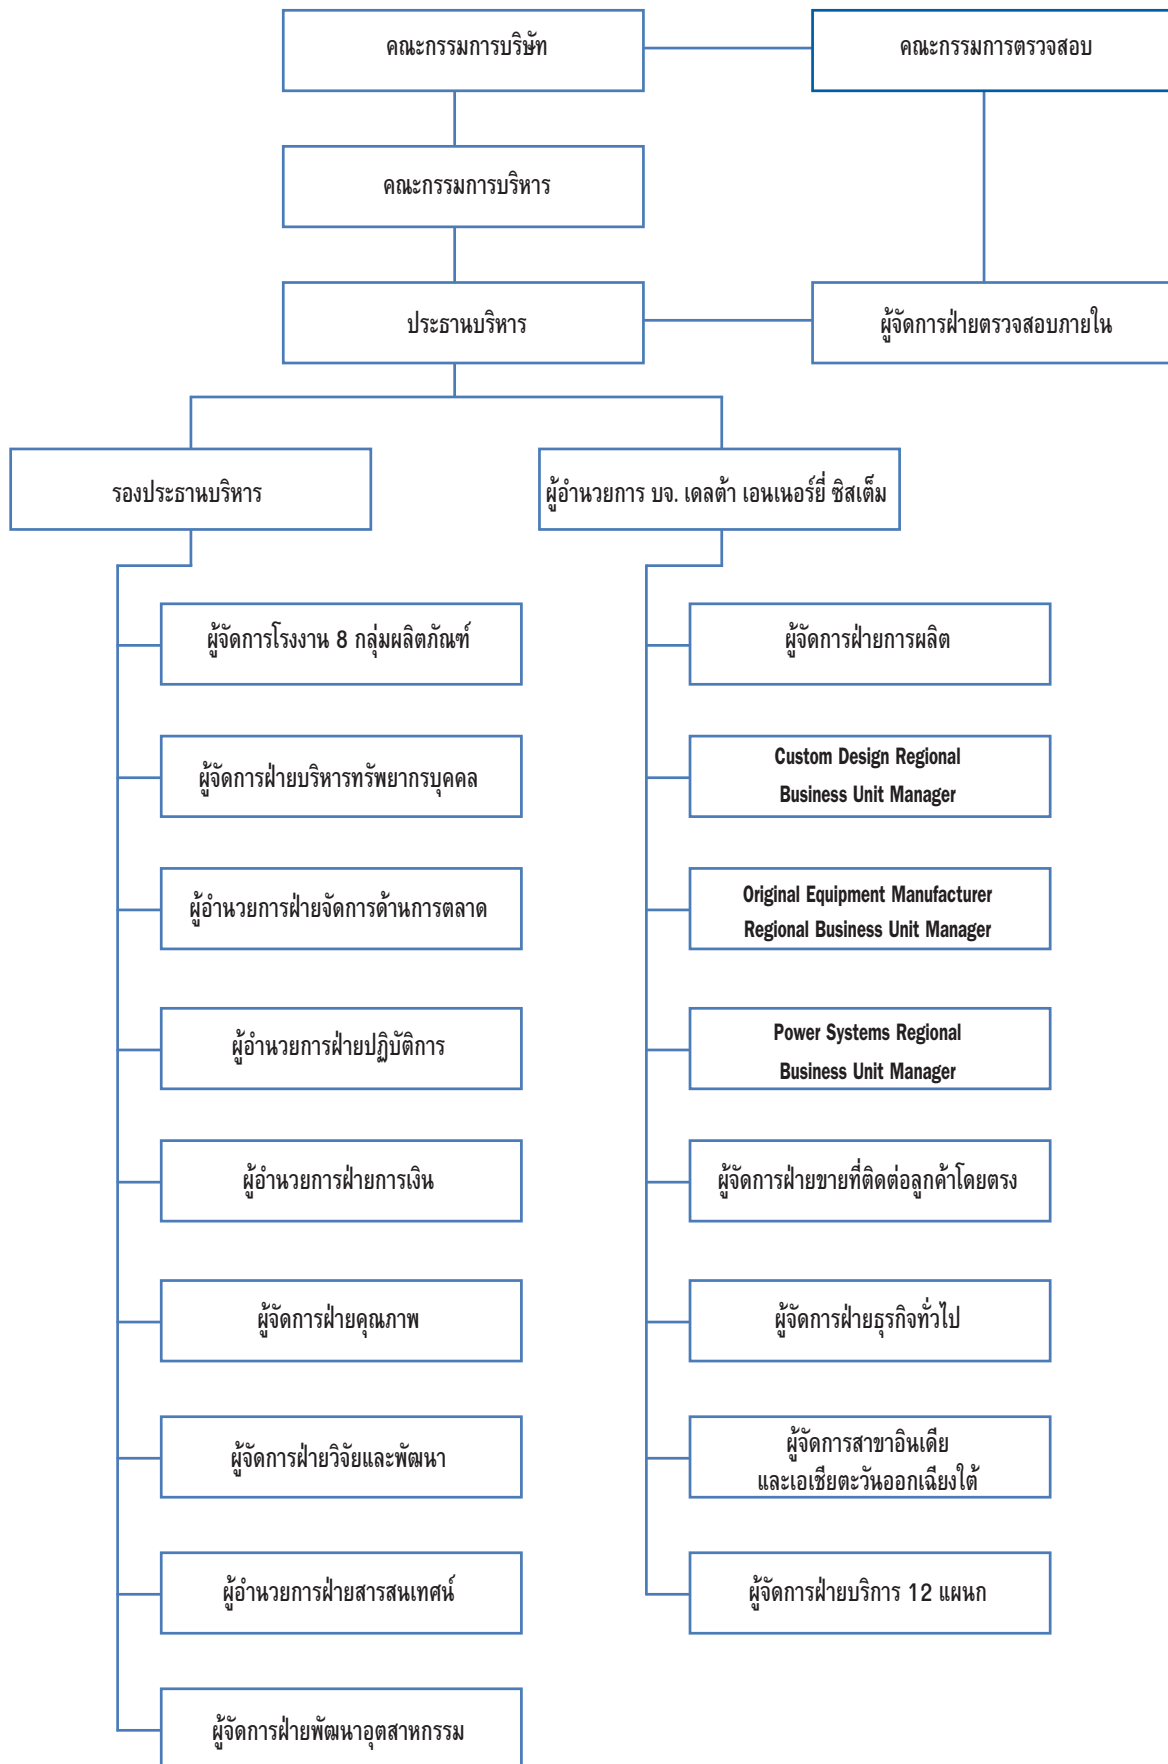 คณะกรรมการบริษัท
คณะกรรมการตรวจสอบ
คณะกรรมการบริหาร
ประธานบริหาร
ผู้จัดการฝ่ายตรวจสอบภายใน
รองประธานบริหาร
ผู้อำนวยการ บจ. เดลต้า เอนเนอร์ยี่ ซิสเต็ม
ผู้จัดการโรงงาน 8 กลุ่มผลิตภัณฑ์
ผู้จัดการฝ่ายบริหารทรัพยากรบุคคล
ผู้อำนวยการฝ่ายจัดการด้านการตลาด
ผู้อำนวยการฝ่ายปฏิบัติการ
ผู้อำนวยการฝ่ายการเงิน
ผู้จัดการฝ่ายคุณภาพ
ผู้จัดการฝ่ายวิจัยและพัฒนา
ผู้อำนวยการฝ่ายสารสนเทศน์
ผู้จัดการฝ่ายพัฒนาอุตสาหกรรม
ผู้จัดการฝ่ายการผลิต
Custom Design Regional
Business Unit Manager
Original Equipment Manufacturer
Regional Business Unit Manager
Power Systems Regional
Business Unit Manager
ผู้จัดการฝ่ายขายที่ติดต่อลูกค้าโดยตรง
ผู้จัดการฝ่ายธุรกิจทั่วไป
ผู้จัดการสาขาอินเดีย
และเอเชียตะวันออกเฉียงใต้
ผู้จัดการฝ่ายบริการ 12 แผนก